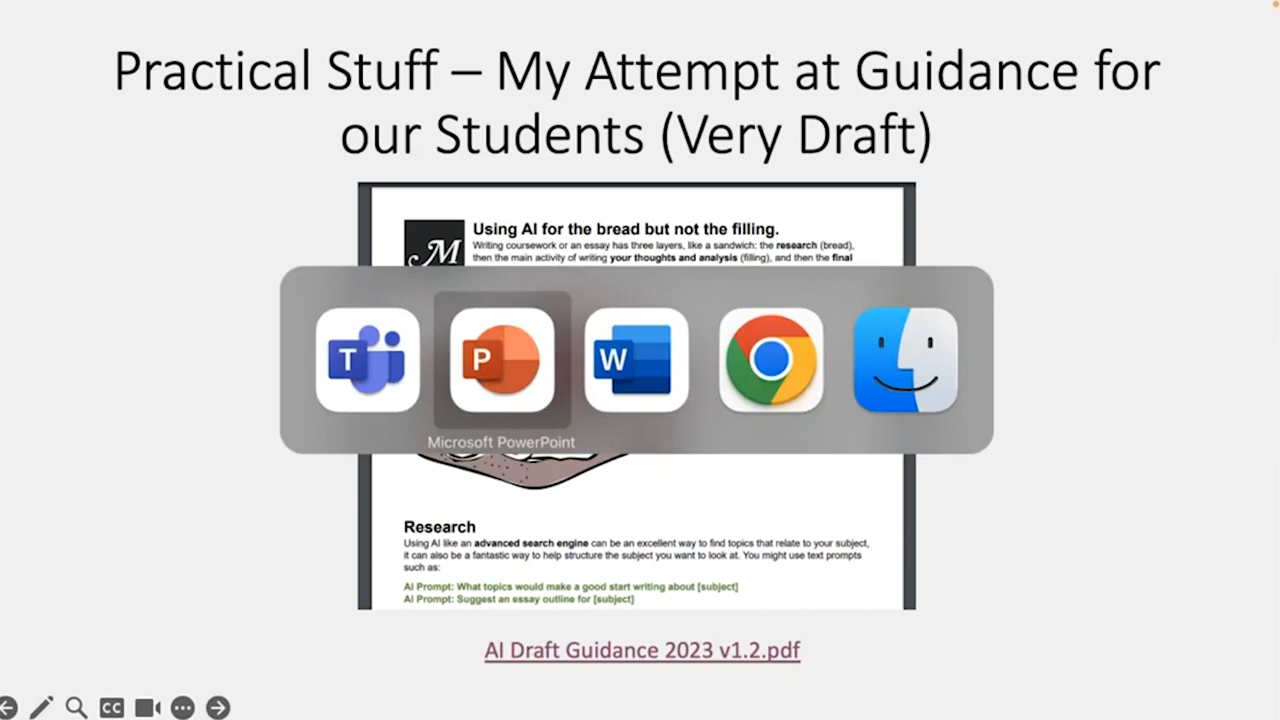 Practical Stuff – My Attempt at Guidance for
our Students (Very Draft)
M
Using AI for the bread but not the filling.
Writing coursework or an essay has three layers, like a sandwich: the research (bread),
then the main activity of writing your thoughts and analysis (filling), and then the final
T
P
W
Microsoft PowerPoint
Research
Using AI like an advanced search engine can be an excellent way to find topics that relate to your subject,
it can also be a fantastic way to help structure the subject you want to look at. You might use text prompts
such as:
AI Prompt: What topics would make a good start writing about [subject]
AI Prompt: Suggest an essay outline for [subject]
AI Draft Guidance 2023 v1.2.pdf
CC